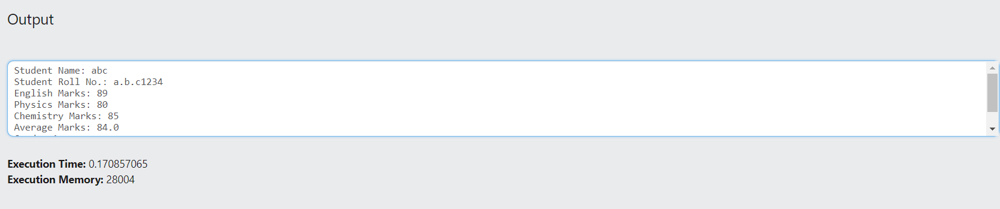 Output
Student Name: abc
Student Roll No.: a.b.c1234
English Marks: 89
Physics Marks: 80
Chemistry Marks: 85
Average Marks: 84.0
Execution Time: 0.170857065
Execution Memory: 28004